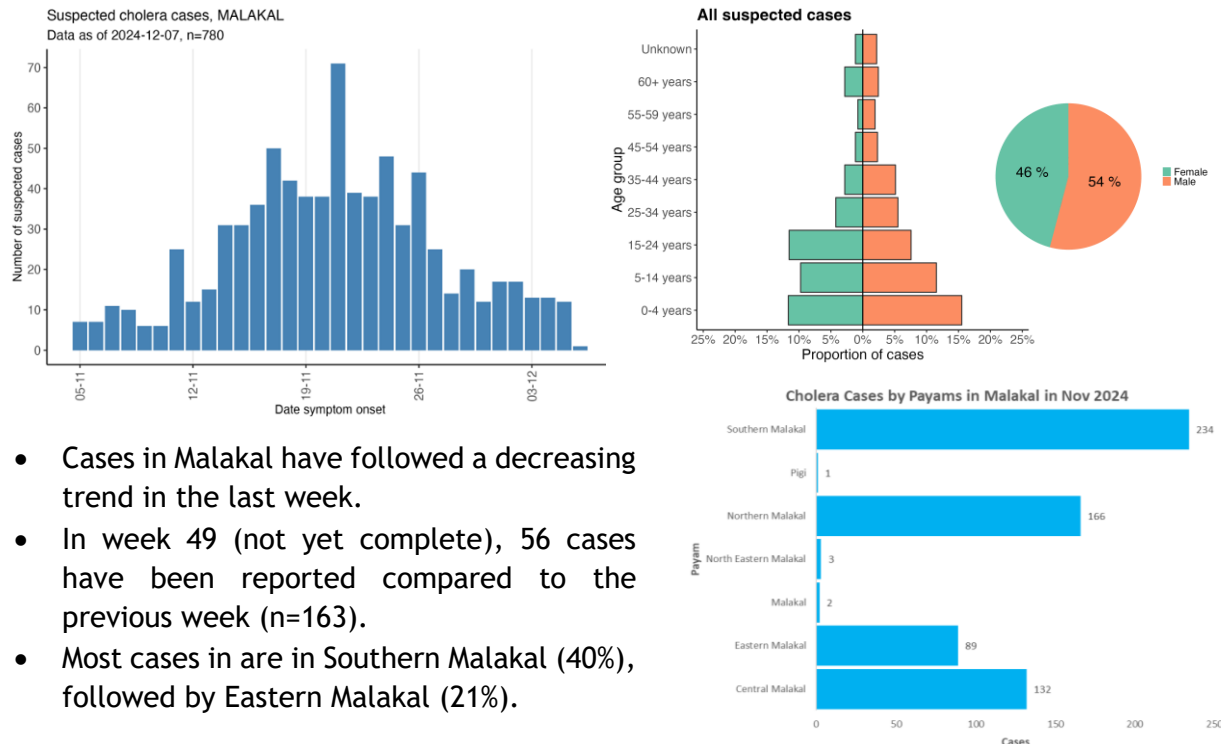 Suspected cholera cases, MALAKAL
Data as of 2024-12-07, n=780
Number of suspected cases
70
60
50
40
30
20
10
0
05-11
12-11
19-11
26-11
03-12
Date symptom onset
All suspected cases
Age group
Unknown
60+ years
55-59 years
45-54 years
35-44 years
25-34 years
15-24 years
5-14 years
0-4 years
25% 20% 15% 10% 5% 0% 5% 10% 15% 20% 25%
Proportion of cases
46 %
54 %
Female
Male
• Cases in Malakal have followed a decreasing
trend in the last week.
• In week 49 (not yet complete), 56 cases
have been reported compared to the
previous week (n=163).
• Most cases in are in Southern Malakal (40%),
followed by Eastern Malakal (21%).
Cholera Cases by Payams in Malakal in Nov 2024
Payam
Southern Malakal 234
Pigi 1
Northern Malakal 166
North Eastern Malakal 3
Malakal 2
Eastern Malakal 89
Central Malakal 132
0 50 100 150 200 250
Cases